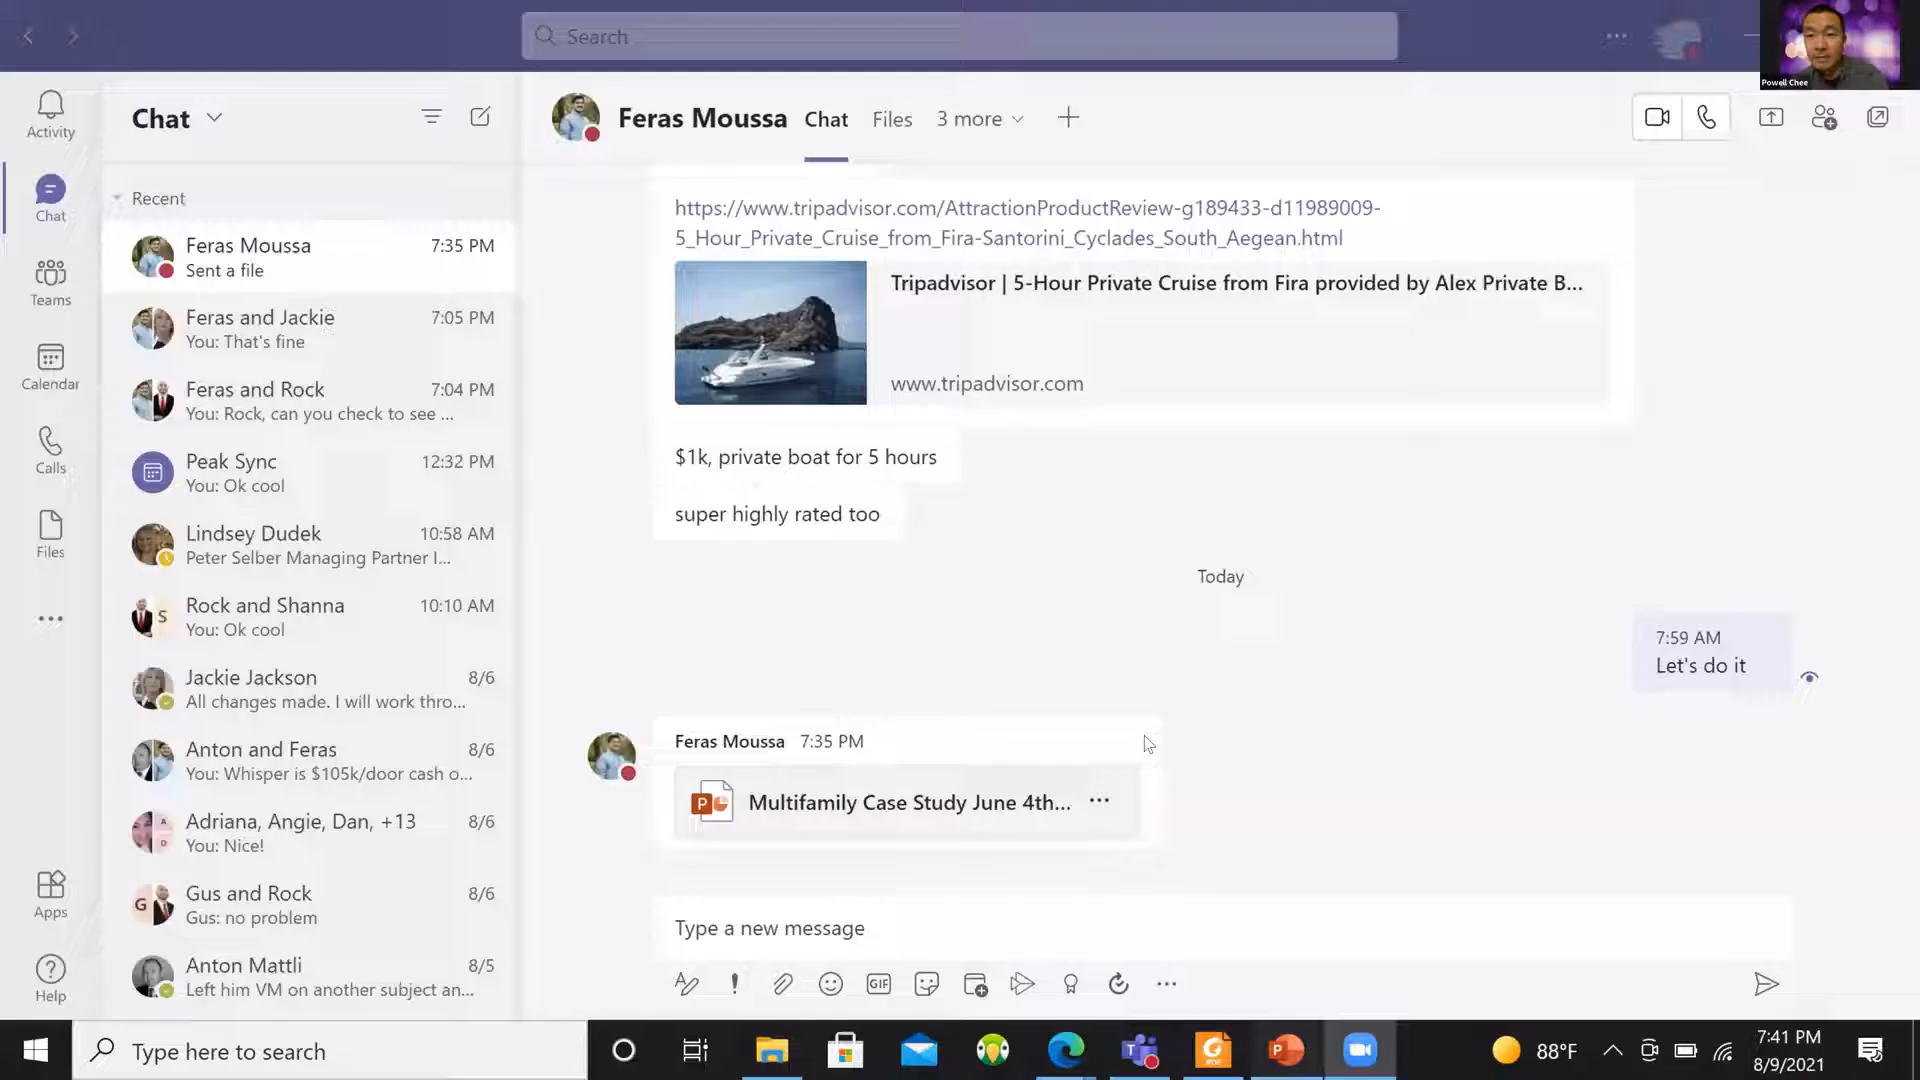 Search
Powell Chee
Activity
Chat
Teams
Calendar
Calls
Files
Apps
Help
Chat
Recent
Feras Moussa 7:35 PM
Sent a file
Feras and Jackie 7:05 PM
You: That's fine
Feras and Rock 7:04 PM
You: Rock, can you check to see ...
Peak Sync 12:32 PM
You: Ok cool
Lindsey Dudek 10:58 AM
Peter Selber Managing Partner I...
Rock and Shanna 10:10 AM
S
You: Ok cool
Jackie Jackson 8/6
All changes made. I will work thro...
Anton and Feras 8/6
You: Whisper is $105k/door cash o...
Adriana, Angie, Dan, +13 8/6
A
D
You: Nice!
Gus and Rock 8/6
G
Gus: no problem
Anton Mattli 8/5
Left him VM on another subject an...
Feras Moussa Chat Files 3 more
https://www.tripadvisor.com/AttractionProductReview-g189433-d11989009-
5_Hour_Private_Cruise_from_Fira-Santorini_Cyclades_South_Aegean.html
Tripadvisor | 5-Hour Private Cruise from Fira provided by Alex Private B...
www.tripadvisor.com
$1k, private boat for 5 hours
super highly rated too
Today
7:59 AM
Let's do it
Feras Moussa 7:35 PM
P
Multifamily Case Study June 4th...
Type a new message
GIF
Type here to search
88°F
7:41 PM
8/9/2021